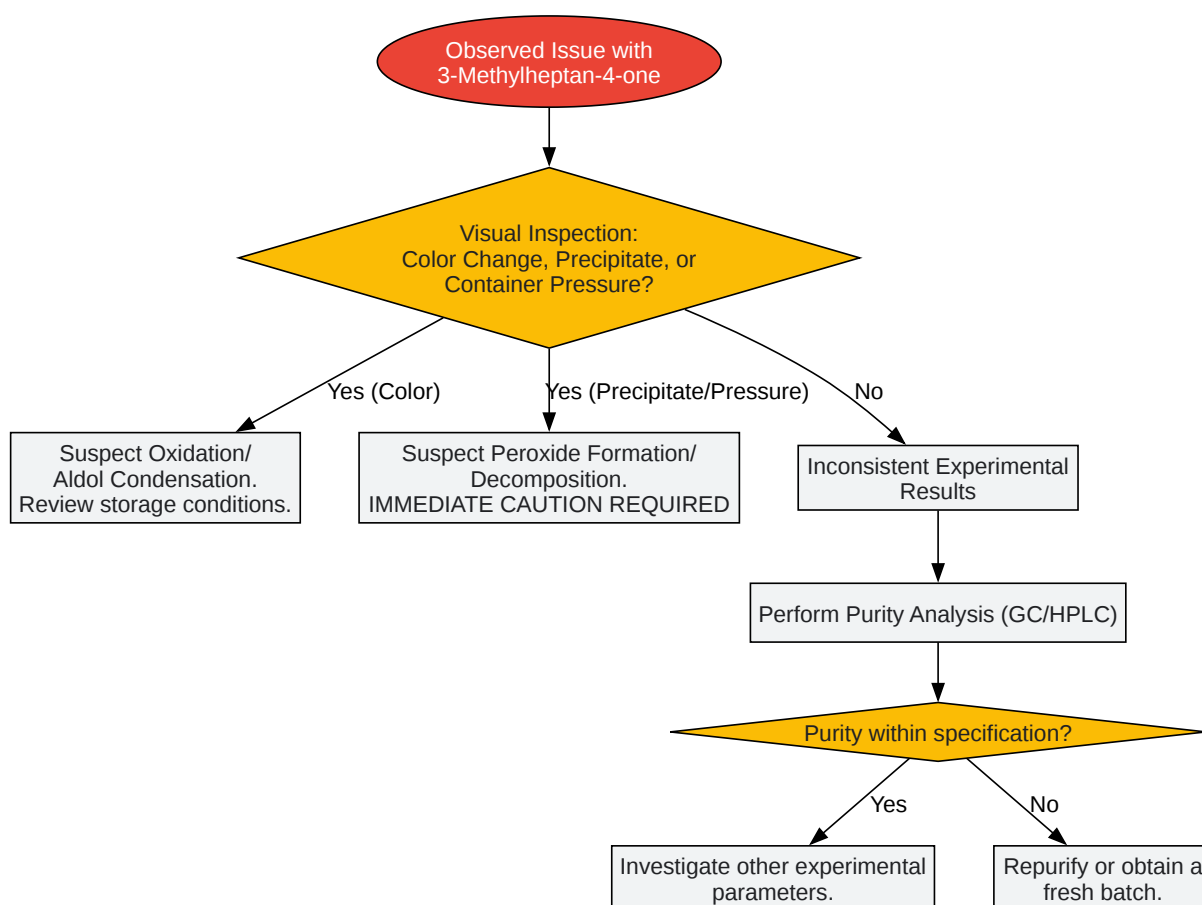 Observed Issue with
3-Methylheptan-4-one
Visual Inspection:
Color Change, Precipitate, or
Container Pressure?
Yes (Color)
Yes (Precipitate/Pressure)
No
Suspect Oxidation/
Aldol Condensation.
Review storage conditions.
Suspect Peroxide Formation/
Decomposition.
IMMEDIATE CAUTION REQUIRED
Inconsistent Experimental
Results
Perform Purity Analysis (GC/HPLC)
Purity within specification?
Yes
No
Investigate other experimental
parameters.
Repurify or obtain a
fresh batch.